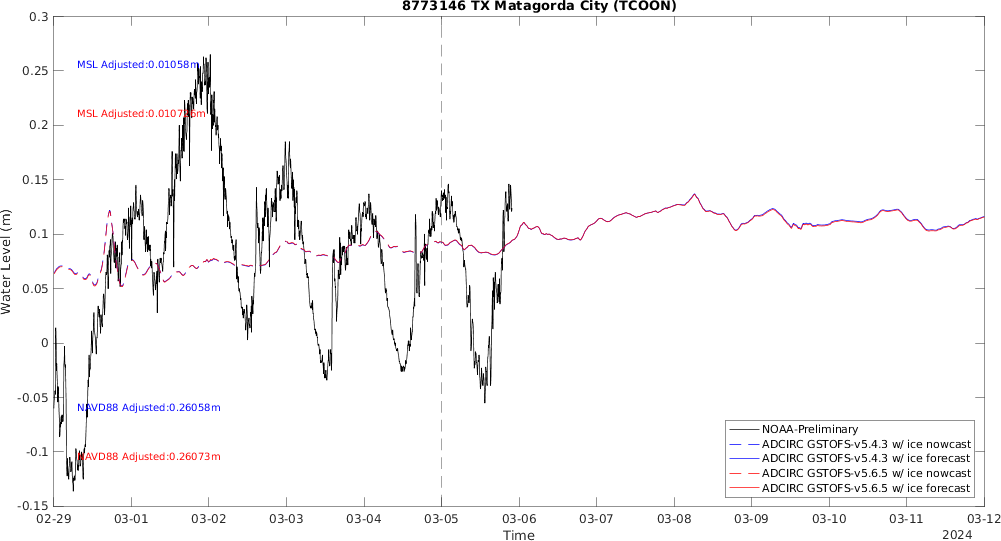 8773146 TX Matagorda City (TCOON)
0.3
0.25
0.2
0.15
0.1
0.05
0
-0.05
-0.1
-0.15
Water Level (m)
MSL Adjusted:0.01058m
MSL Adjusted:0.010726m
NAVD88 Adjusted:0.26058m
NAVD88 Adjusted:0.26073m
NOAA-Preliminary
ADCIRC GSTOFS-v5.4.3 w/ ice nowcast
ADCIRC GSTOFS-v5.4.3 w/ ice forecast
ADCIRC GSTOFS-v5.6.5 w/ ice nowcast
ADCIRC GSTOFS-v5.6.5 w/ ice forecast
02-29 03-01 03-02 03-03 03-04 03-05 03-06 03-07 03-08 03-09 03-10 03-11 03-12
Time
2024